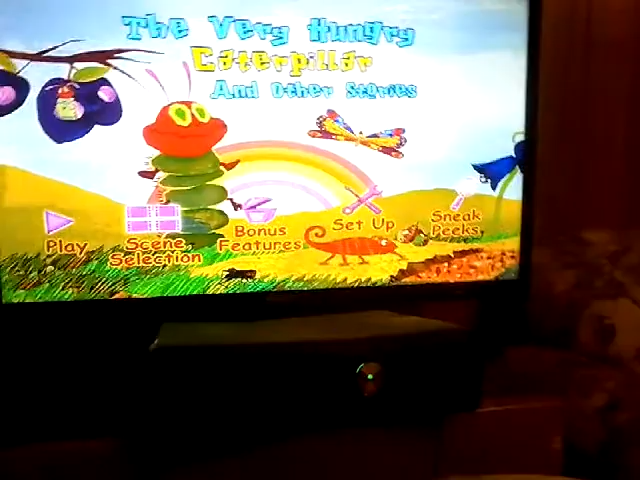 The Very Hungry
Caterpillar
And Other Stories
Play
Scene
Selection
Bonus
Features
Set Up
Sneak
Peeks